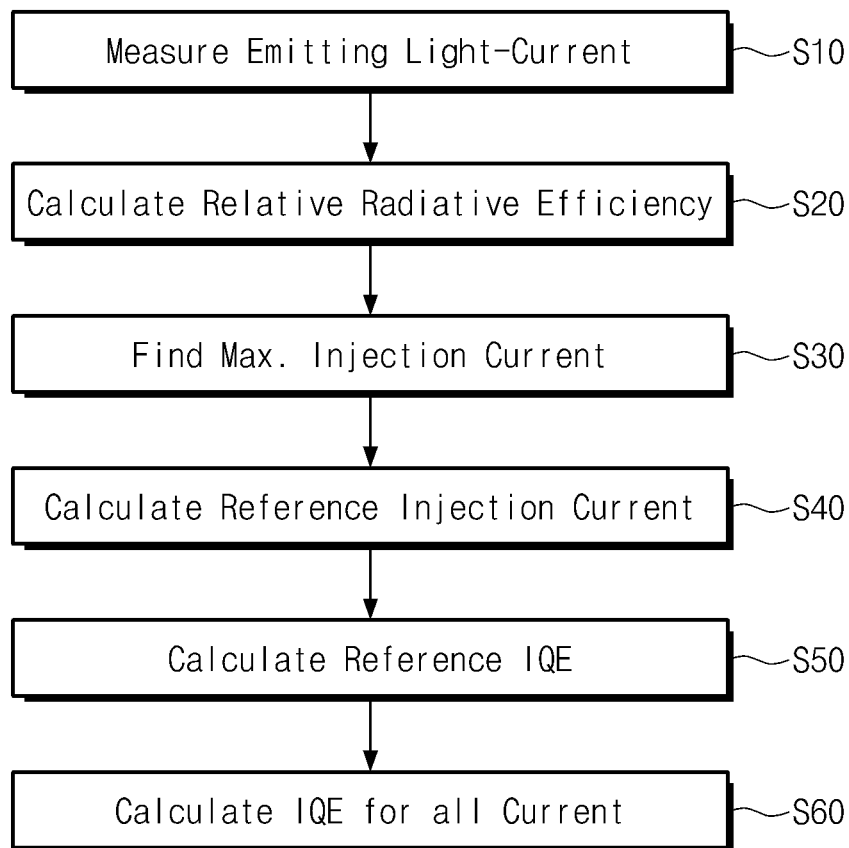 Measure Emitting Light-Current S10
Calculate Relative Radiative Efficiency S20
Find Max. Injection Current S30
Calculate Reference Injection Current S40
Calculate Reference IQE S50
Calculate IQE for all Current S60